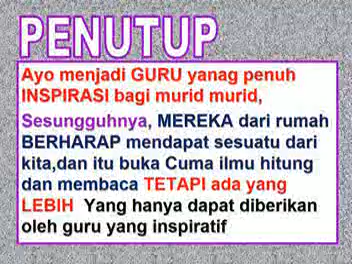 PENUTUP
Ayo menjadi GURU yanag penuh
INSPIRASI bagi murid murid,
Sesungguhnya, MEREKA dari rumah
BERHARAP mendapat sesuatu dari
kita,dan itu buka Cuma ilmu hitung
dan membaca TETAPI ada yang
LEBIH Yang hanya dapat diberikan
oleh guru yang inspiratif